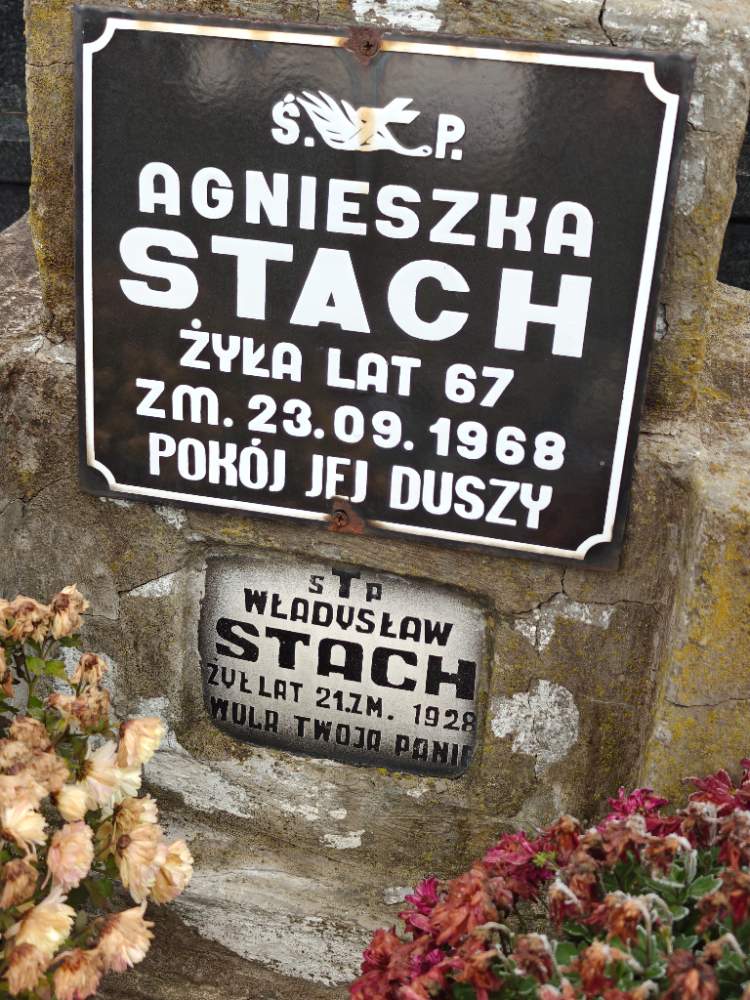 Ś. P.
AGNIESZKA
STACH
ŻYŁA LAT 67
ZM. 23.09.1968
POKÓJ JEJ DUSZY
S T P
WŁADYSŁAW
STACH
ŻYŁ LAT 21. ZM. 1928
WOLA TWOJA PANIE